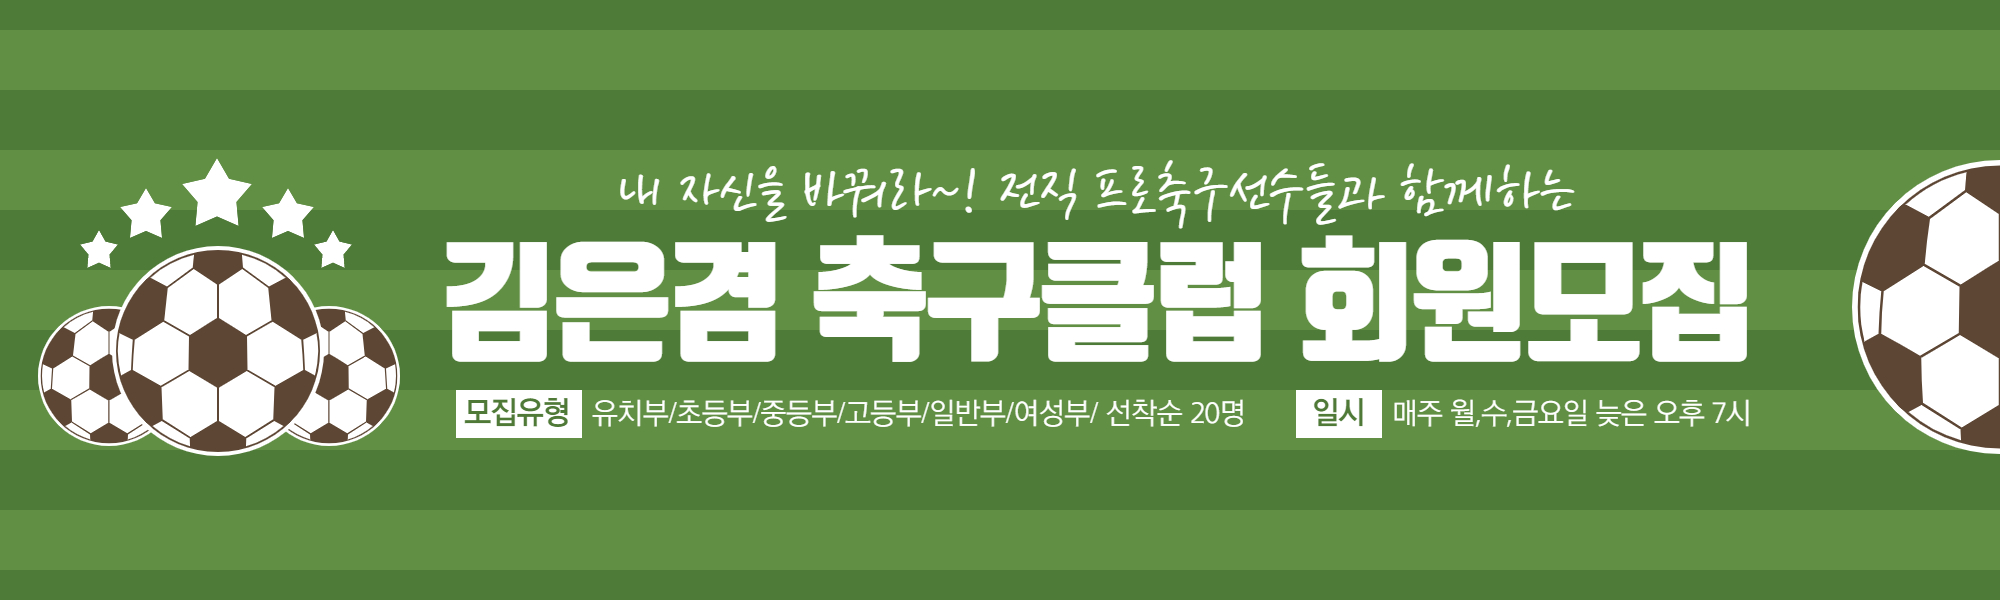 내 자신을 바꿔라~! 전직 프로축구선수들과 함께하는
김은겸 축구클럽 회원모집
모집유형 유치부/초등부/중등부/고등부/일반부/여성부/ 선착순 20명 일시 매주 월,수,금요일 늦은 오후 7시